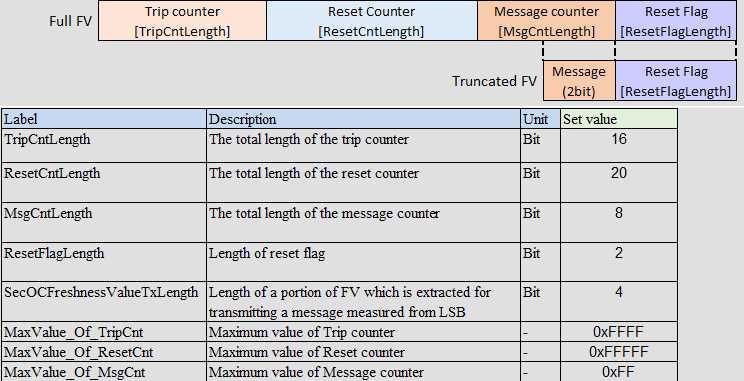 Full FV
Trip counter
[TripCntLength]
Reset Counter
[ResetCntLength]
Message counter
[MsgCntLength]
Reset Flag
[ResetFlagLength]
Truncated FV
Message
(2bit)
Reset Flag
[ResetFlagLength]
Label Description Unit Set value
TripCntLength The total length of the trip counter Bit 16
ResetCntLength The total length of the reset counter Bit 20
MsgCntLength The total length of the message counter Bit 8
ResetFlagLength Length of reset flag Bit 2
SecOCFreshnessValueTxLength Length of a portion of FV which is extracted for Bit 4
transmitting a message measured from LSB
MaxValue_Of_TripCnt Maximum value of Trip counter - 0xFFFF
MaxValue_Of_ResetCnt Maximum value of Reset counter - 0xFFFFF
MaxValue_Of_MsgCnt Maximum value of Message counter - 0xFF